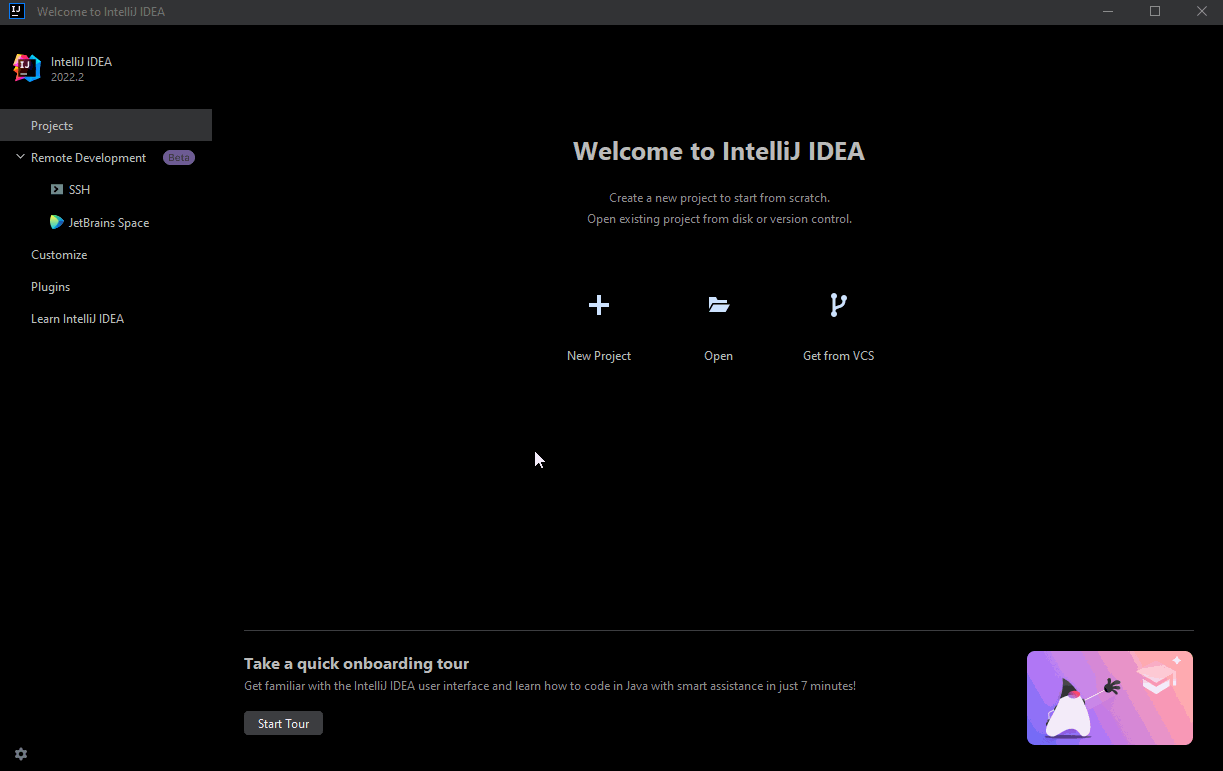 IJ
Welcome to IntelliJ IDEA
IJ
IntelliJ IDEA
2022.2
Projects
Remote Development Beta
SSH
JetBrains Space
Customize
Plugins
Learn IntelliJ IDEA
Welcome to IntelliJ IDEA
Create a new project to start from scratch.
Open existing project from disk or version control.
New Project
Open
Get from VCS
Take a quick onboarding tour
Get familiar with the IntelliJ IDEA user interface and learn how to code in Java with smart assistance in just 7 minutes!
Start Tour